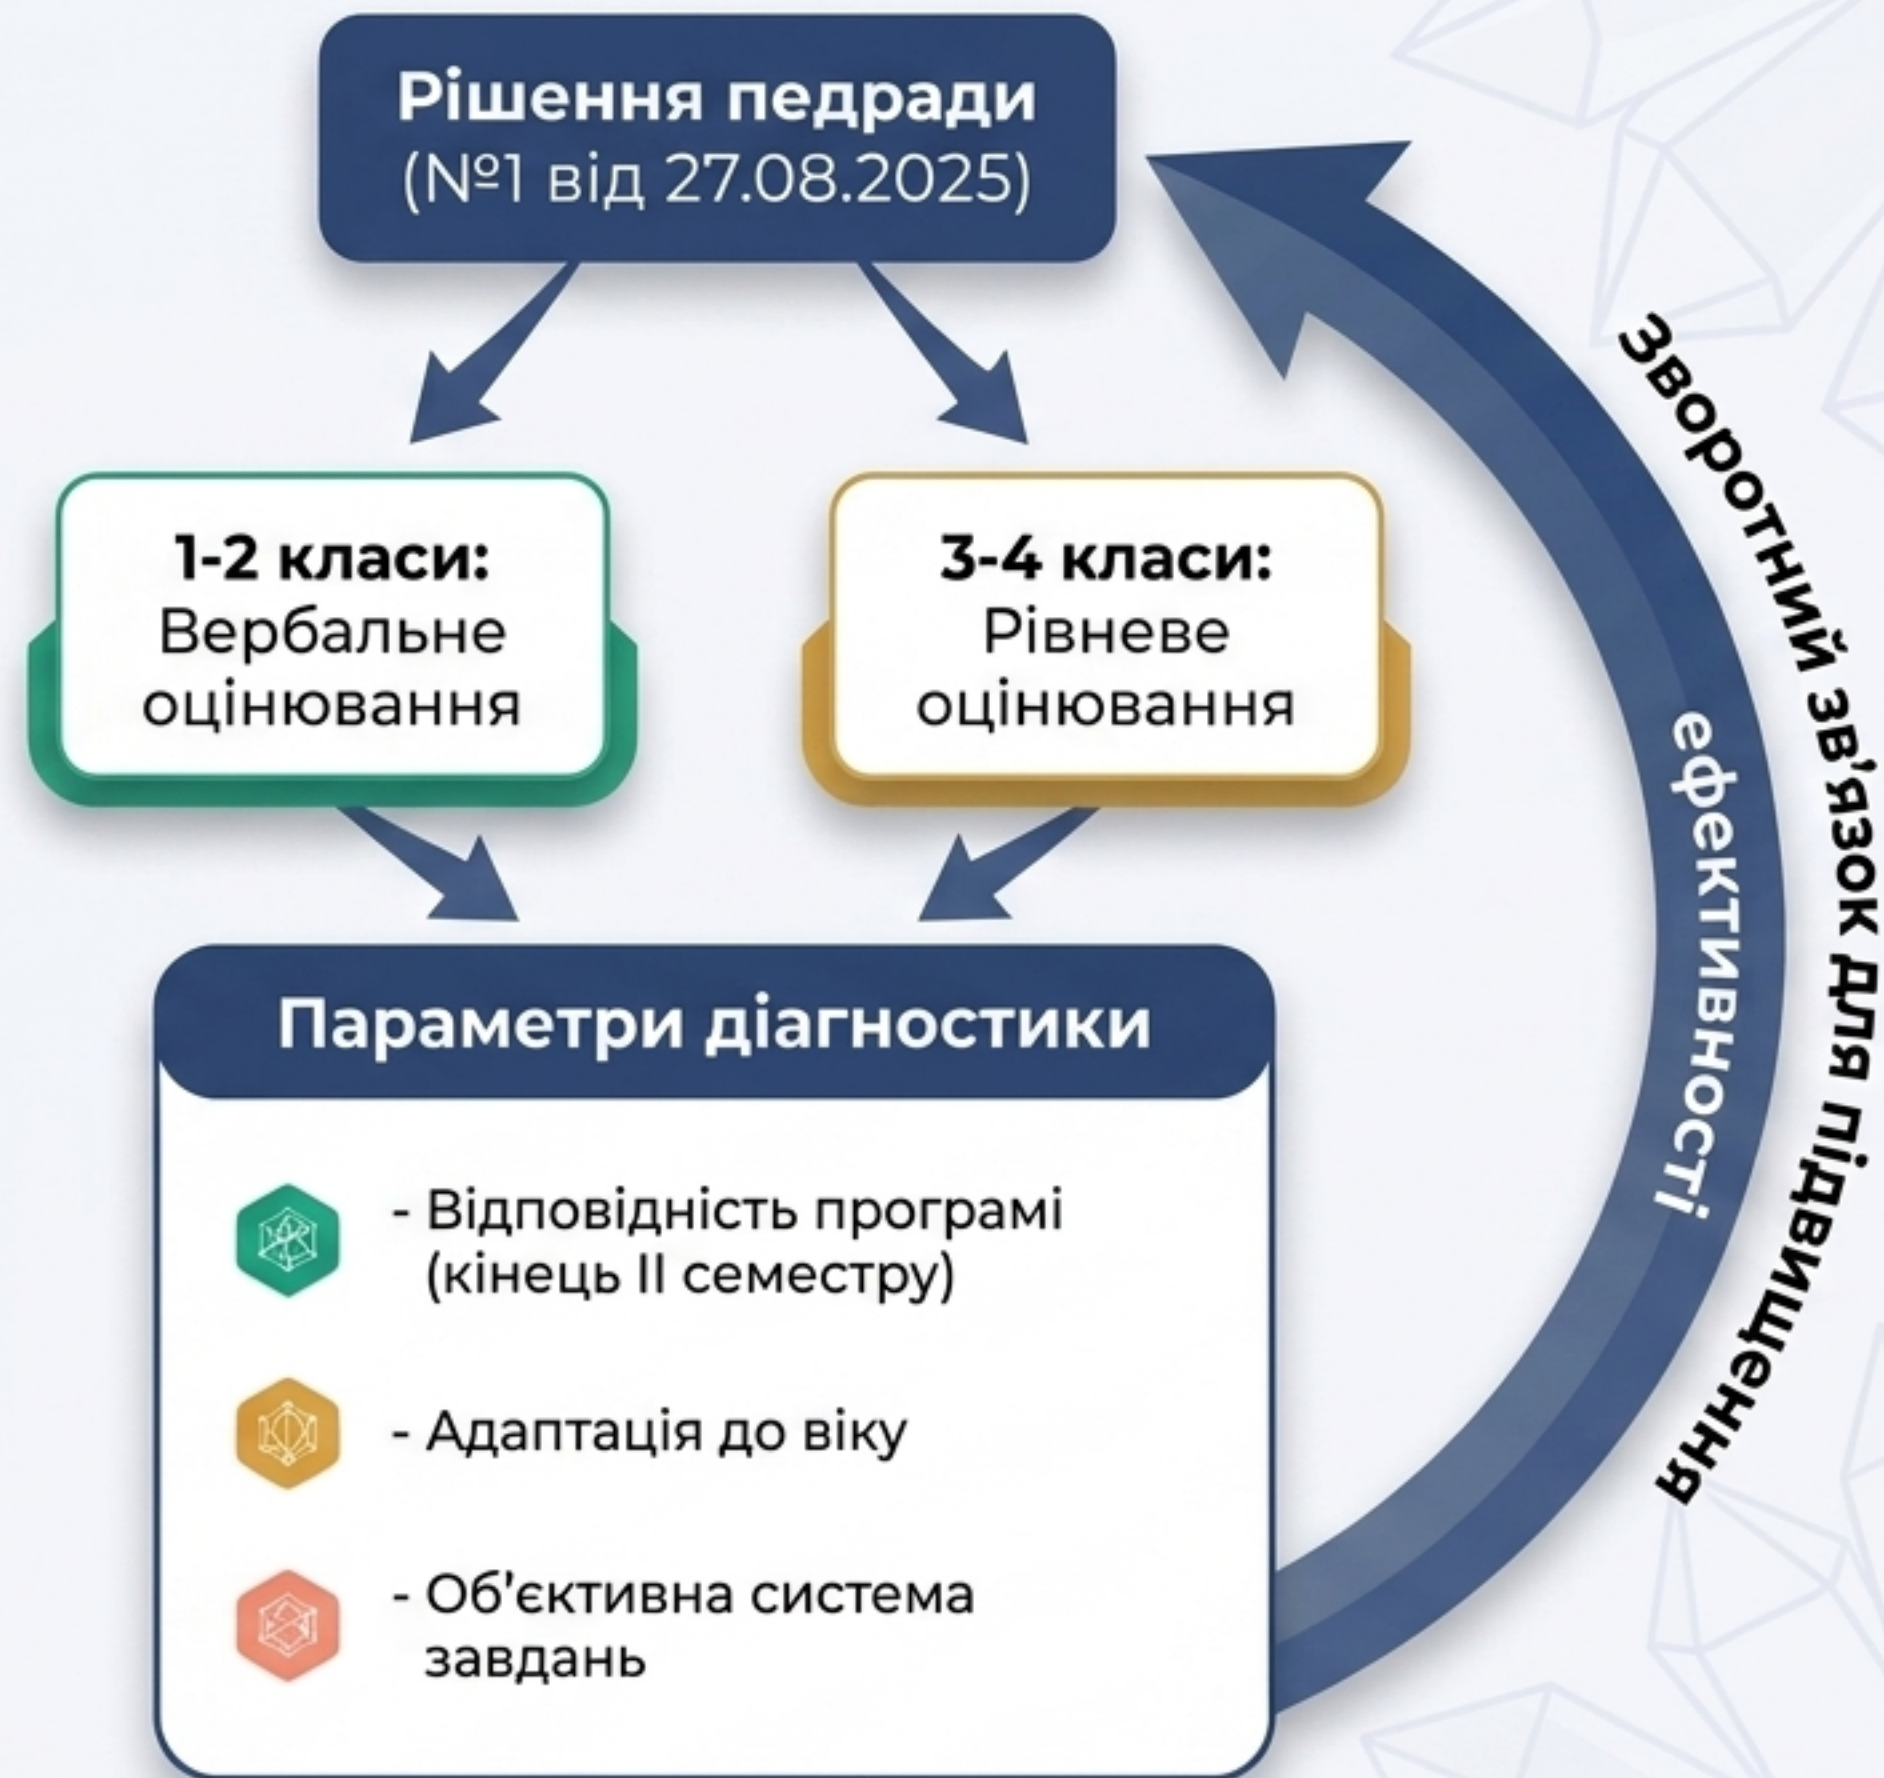 Рішення педради
(№1 від 27.08.2025)
1-2 класи:
Вербальне
оцінювання
3-4 класи:
Рівневе
оцінювання
Параметри діагностики
- Відповідність програмі
(кінець II семестру)
- Адаптація до віку
- Об'єктивна система
завдань
Зворотний зв'язок для підвищення
ефективності